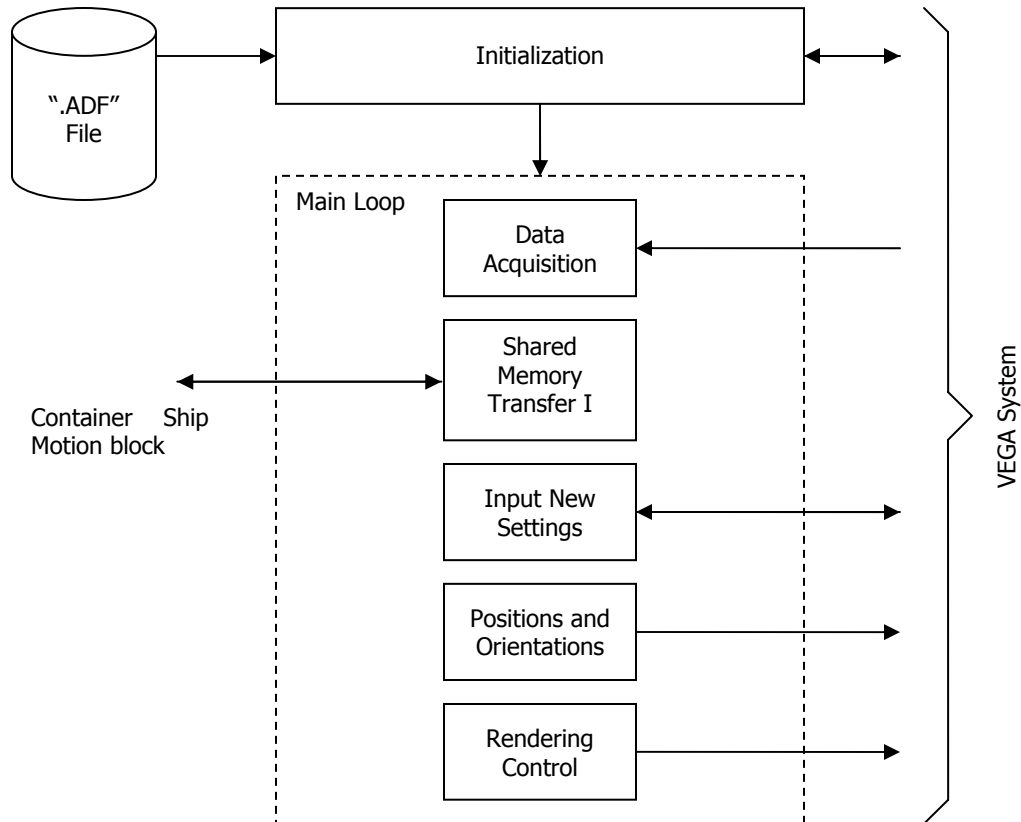 “.ADF”
File
Initialization
Main Loop
Data
Acquisition
Shared
Memory
Transfer I
Container Ship
Motion block
Input New
Settings
Positions and
Orientations
Rendering
Control
VEGA System